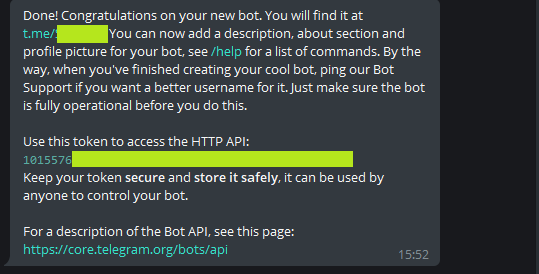 Done! Congratulations on your new bot. You will find it at
t.me/ You can now add a description, about section and
profile picture for your bot, see /help for a list of commands. By the
way, when you've finished creating your cool bot, ping our Bot
Support if you want a better username for it. Just make sure the bot
is fully operational before you do this.
Use this token to access the HTTP API:
1015576
Keep your token secure and store it safely, it can be used by
anyone to control your bot.
For a description of the Bot API, see this page:
https://core.telegram.org/bots/api
15:52